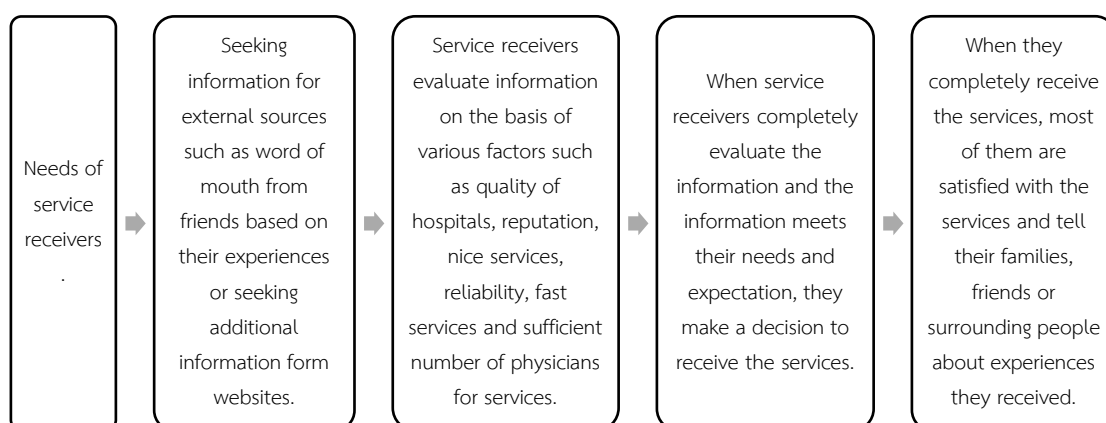 Needs of
service
receivers
.
Seeking
information for
external sources
such as word of
mouth from
friends based on
their experiences
or seeking
additional
information form
websites.
Service receivers
evaluate information
on the basis of
various factors such
as quality of
hospitals, reputation,
nice services,
reliability, fast
services and sufficient
number of physicians
for services.
When service
receivers completely
evaluate the
information and the
information meets
their needs and
expectation, they
make a decision to
receive the services.
When they
completely receive
the services, most
of them are
satisfied with the
services and tell
their families,
friends or
surrounding people
about experiences
they received.